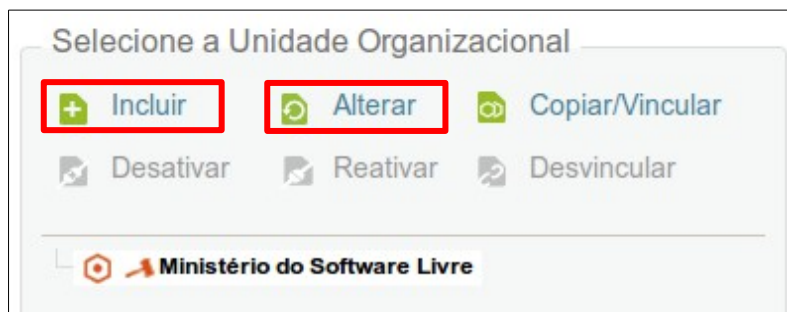 Selecione a Unidade Organizacional
Incluir Alterar Copiar/Vincular
Desativar Reativar Desvincular
Ministério do Software Livre